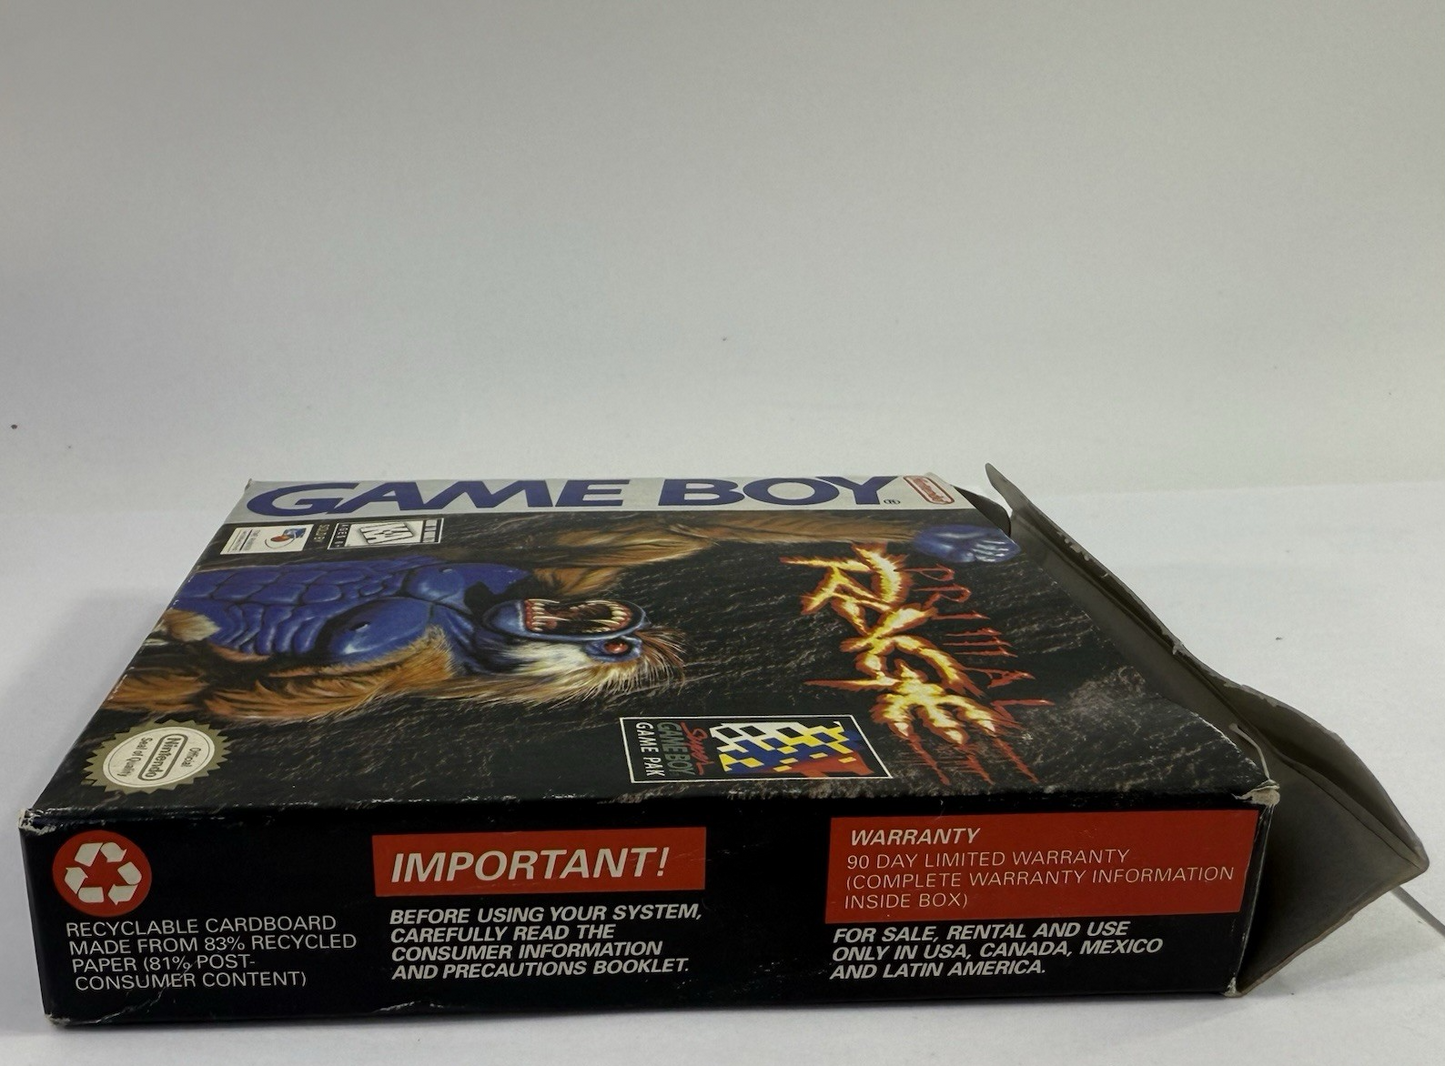 GAME BOY®
Nintendo
PRIMAL
RAGE
Super
GAMEBOY
GAME PAK
Official
Nintendo
Seal of Quality
RECYCLABLE CARDBOARD
MADE FROM 83% RECYCLED
PAPER (81% POST-
CONSUMER CONTENT)
IMPORTANT!
BEFORE USING YOUR SYSTEM,
CAREFULLY READ THE
CONSUMER INFORMATION
AND PRECAUTIONS BOOKLET.
WARRANTY
90 DAY LIMITED WARRANTY
(COMPLETE WARRANTY INFORMATION
INSIDE BOX)
FOR SALE, RENTAL AND USE
ONLY IN USA, CANADA, MEXICO
AND LATIN AMERICA.